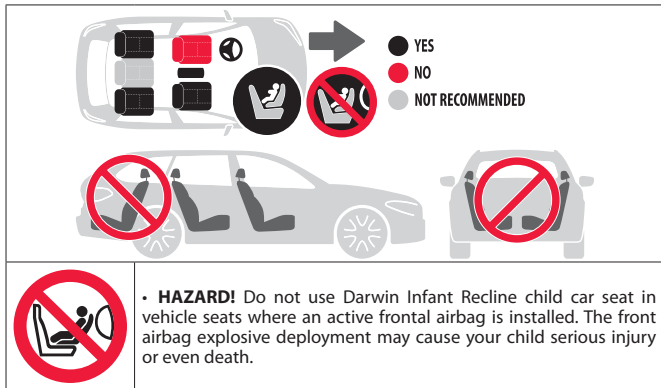 YES
NO
NOT RECOMMENDED
• HAZARD! Do not use Darwin Infant Recline child car seat in
vehicle seats where an active frontal airbag is installed. The front
airbag explosive deployment may cause your child serious injury
or even death.